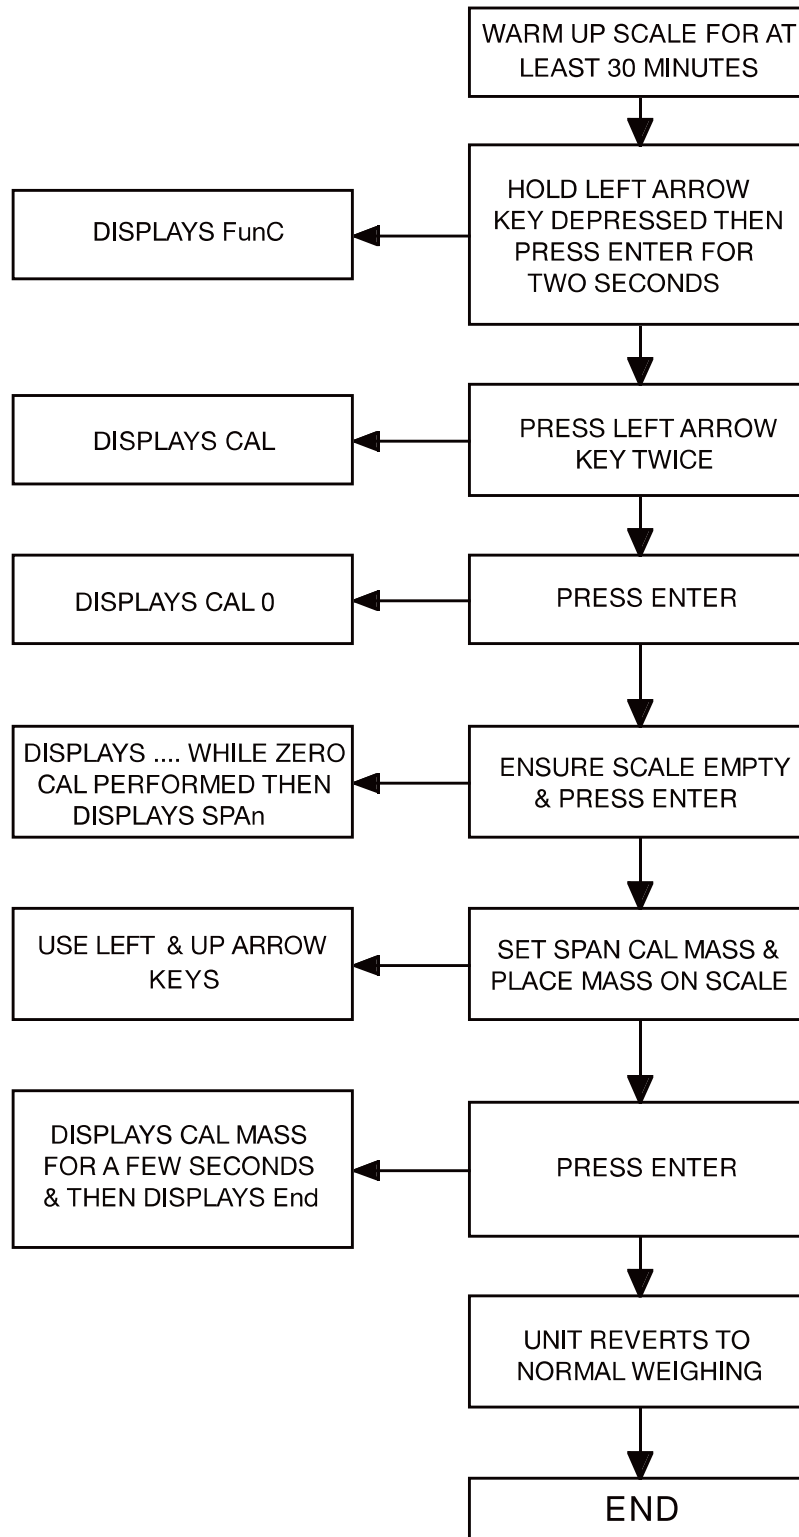 WARM UP SCALE FOR AT
LEAST 30 MINUTES
HOLD LEFT ARROW
KEY DEPRESSED THEN
PRESS ENTER FOR
TWO SECONDS
DISPLAYS FunC
PRESS LEFT ARROW
KEY TWICE
DISPLAYS CAL
PRESS ENTER
DISPLAYS CAL 0
ENSURE SCALE EMPTY
& PRESS ENTER
DISPLAYS .... WHILE ZERO
CAL PERFORMED THEN
DISPLAYS SPAn
SET SPAN CAL MASS &
PLACE MASS ON SCALE
USE LEFT & UP ARROW
KEYS
PRESS ENTER
DISPLAYS CAL MASS
FOR A FEW SECONDS
& THEN DISPLAYS End
UNIT REVERTS TO
NORMAL WEIGHING
END